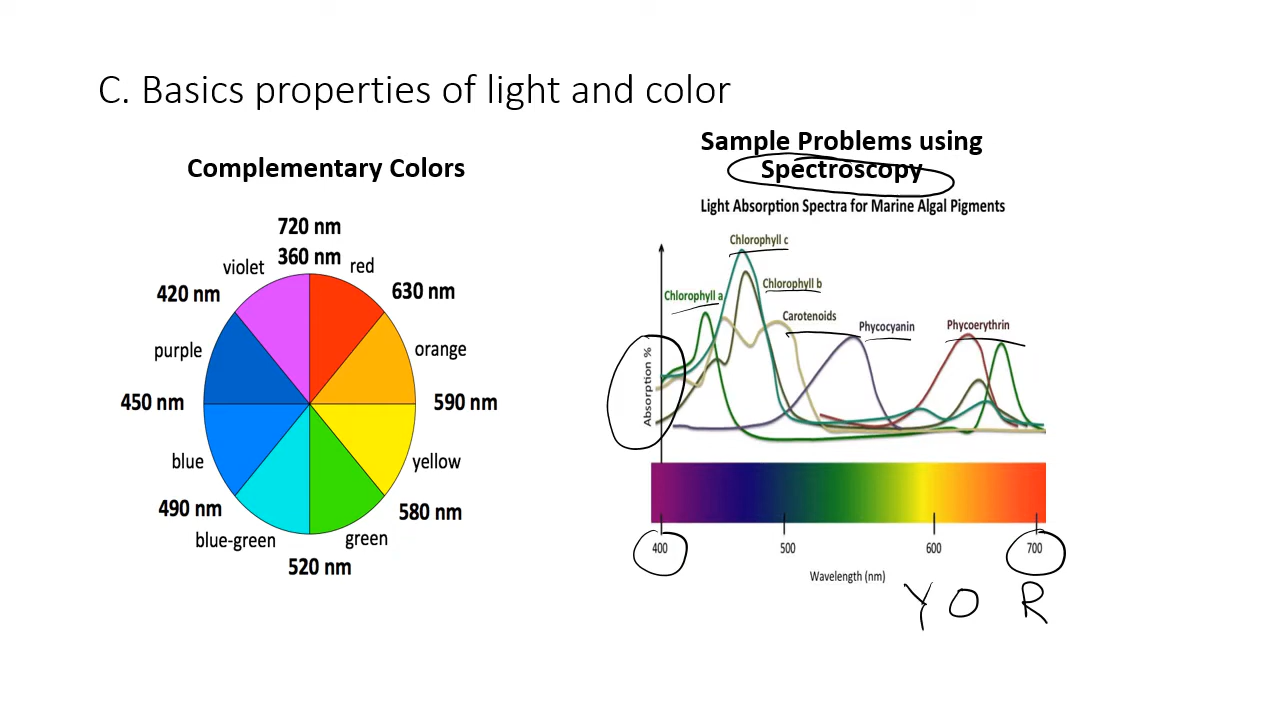 C. Basics properties of light and color
Complementary Colors
720 nm
360 nm
violet
red
420 nm
630 nm
purple
orange
450 nm
590 nm
blue
yellow
490 nm
580 nm
blue-green
green
520 nm
Sample Problems using
Spectroscopy
Light Absorption Spectra for Marine Algal Pigments
Chlorophyll c
Chlorophyll b
Chlorophyll a
Carotenoids
Phycocyanin
Phycoerythrin
Absorption %
400
500
600
700
Wavelength (nm)
Y O R